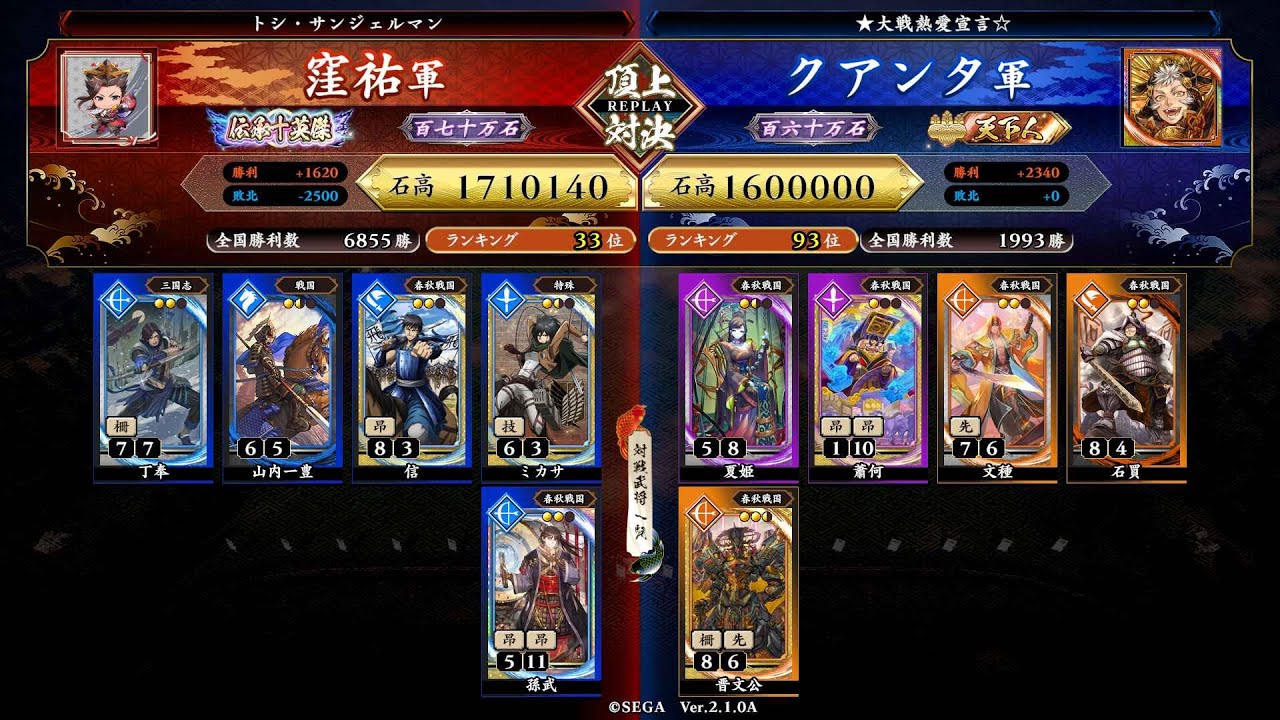 トシ・サンジェルマン
★大戦熱愛宣言☆
窪祐軍
頂上
REPLAY
対決
クアンタ軍
伝承十英傑
百七十万石
百六十万石
天下人
勝利 +1620
敗北 -2500
石高 1710140
石高 1600000
勝利 +2340
敗北 +0
全国勝利数 6855勝
ランキング 33位
ランキング 93位
全国勝利数 1993勝
三国志
戦国
春秋戦国
特殊
春秋戦国
春秋戦国
春秋戦国
春秋戦国
柵
昂
技
昂 昂
先
7 7
6 5
8 3
6 3
5 8
1 10
7 6
8 4
丁奉
山内一豊
信
ミカサ
夏姫
蕭何
文種
石買
対戦武将一覧
春秋戦国
春秋戦国
昂 昂
柵 先
5 11
8 6
孫武
晋文公
©SEGA Ver.2.1.0A